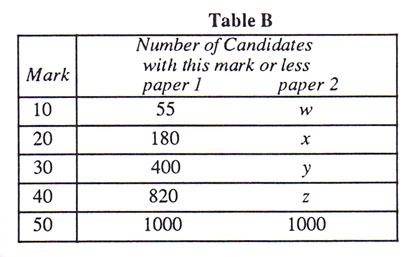 Table B
Number of Candidates
with this mark or less
Mark paper 1 paper 2
10 55 w
20 180 x
30 400 y
40 820 z
50 1000 1000